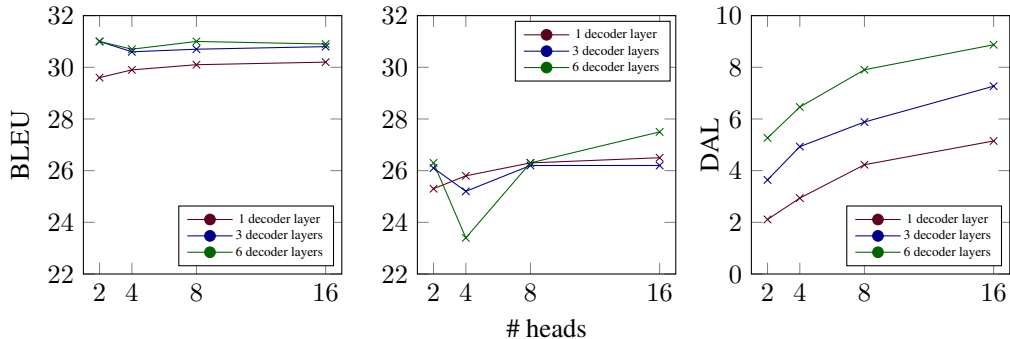 BLEU
32
30
28
26
24
22
2 4 8 16
1 decoder layer
3 decoder layers
6 decoder layers
32
30
28
26
24
22
2 4 8 16
1 decoder layer
3 decoder layers
6 decoder layers
# heads
DAL
10
8
6
4
2
0
2 4 8 16
1 decoder layer
3 decoder layers
6 decoder layers